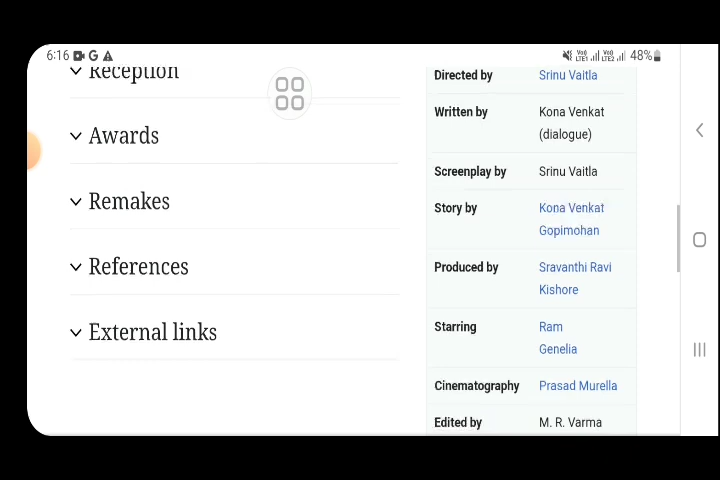 6:16 G
LTE1 LTE2 48%
Reception
Awards
Remakes
References
External links
Directed by Srinu Vaitla
Written by Kona Venkat
(dialogue)
Screenplay by Srinu Vaitla
Story by Kona Venkat
Gopimohan
Produced by Sravanthi Ravi
Kishore
Starring Ram
Genelia
Cinematography Prasad Murella
Edited by M. R. Varma